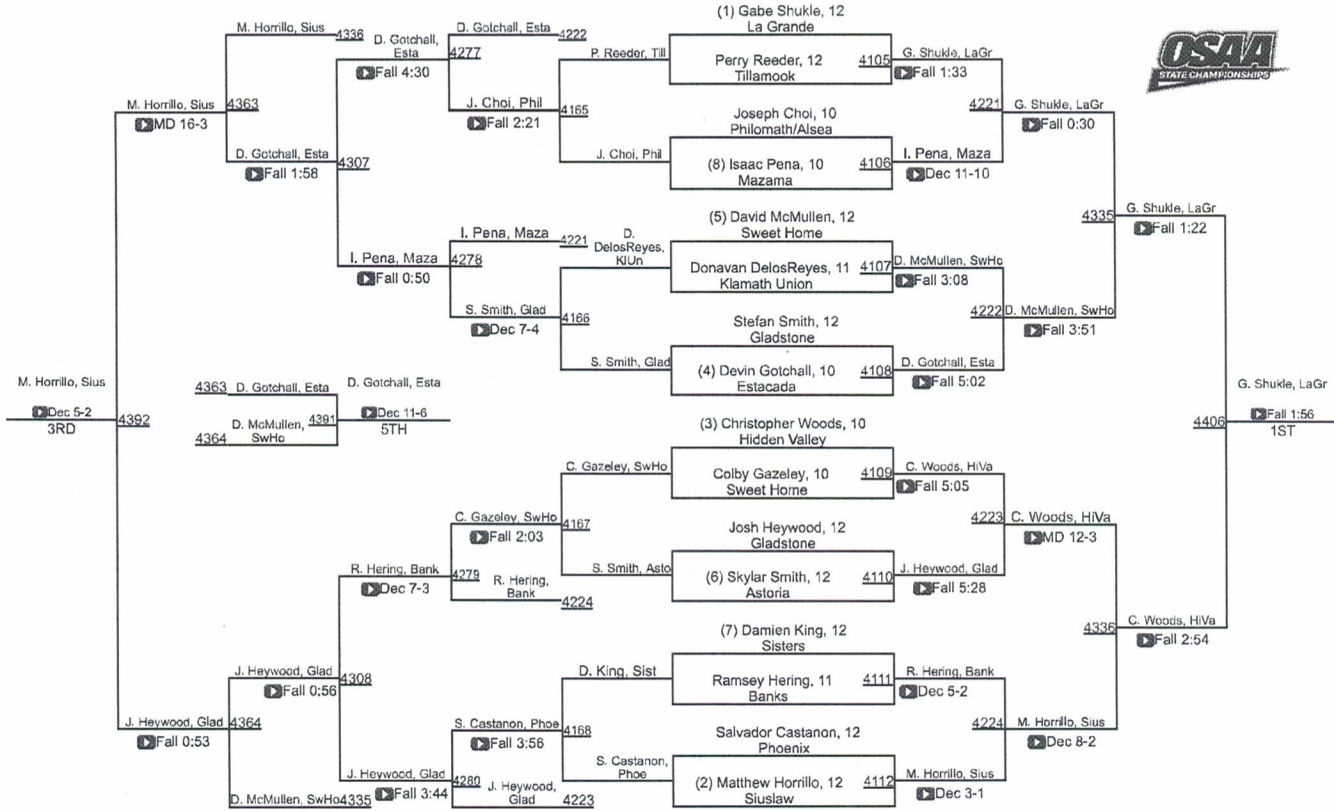 (1) Gabe Shukle, 12
La Grande
Perry Reeder, 12
Tillamook
4105
Joseph Choi, 10
Philomath/Alsea
(8) Isaac Pena, 10
Mazama
4106
(5) David McMullen, 12
Sweet Home
Donavan DelosReyes, 11
Klamath Union
4107
Stefan Smith, 12
Gladstone
(4) Devin Gotchall, 10
Estacada
4108
(3) Christopher Woods, 10
Hidden Valley
Colby Gazeley, 10
Sweet Home
4109
Josh Heywood, 12
Gladstone
(6) Skylar Smith, 12
Astoria
4110
(7) Damien King, 12
Sisters
Ramsey Hering, 11
Banks
4111
Salvador Castanon, 12
Phoenix
(2) Matthew Horrillo, 12
Siuslaw
4112
G. Shukle, LaGr
Fall 1:33
4221
I. Pena, Maza
Dec 11-10
D. McMullen, SwHo
Fall 3:08
4222
D. Gotchall, Esta
Fall 5:02
C. Woods, HiVa
Fall 5:05
4223
J. Heywood, Glad
Fall 5:28
R. Hering, Bank
Dec 5-2
4224
M. Horrillo, Sius
Dec 3-1
G. Shukle, LaGr
Fall 0:30
4335
D. McMullen, SwHo
Fall 3:51
C. Woods, HiVa
MD 12-3
4336
M. Horrillo, Sius
Dec 8-2
G. Shukle, LaGr
Fall 1:22
4406
C. Woods, HiVa
Fall 2:54
G. Shukle, LaGr
Fall 1:56
1ST
OSAA
STATE CHAMPIONSHIPS
P. Reeder, Till
4165
J. Choi, Phil
D.
DelosReyes,
KlUn
4166
S. Smith, Glad
C. Gazeley, SwHo
4167
S. Smith, Asto
D. King, Sist
4168
S. Castanon,
Phoe
D. Gotchall, Esta
4222
4277
J. Choi, Phil
Fall 2:21
I. Pena, Maza
4221
4278
S. Smith, Glad
Dec 7-4
C. Gazeley, SwHo
Fall 2:03
4279
R. Hering,
Bank
4224
S. Castanon, Phoe
Fall 3:56
4280
J. Heywood,
Glad
4223
D. Gotchall,
Esta
Fall 4:30
4307
I. Pena, Maza
Fall 0:50
R. Hering, Bank
Dec 7-3
4308
J. Heywood, Glad
Fall 3:44
M. Horrillo, Sius
4336
4363
D. Gotchall, Esta
Fall 1:58
J. Heywood, Glad
Fall 0:56
4364
D. McMullen, SwHo
4335
M. Horrillo, Sius
MD 16-3
4392
J. Heywood, Glad
Fall 0:53
M. Horrillo, Sius
Dec 5-2
3RD
4363
D. Gotchall, Esta
4391
4364
D. McMullen,
SwHo
D. Gotchall, Esta
Dec 11-6
5TH